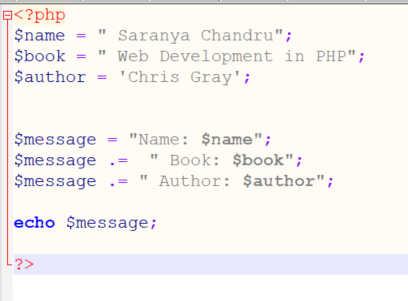 <?php
$name = " Saranya Chandru";
$book = " Web Development in PHP";
$author = 'Chris Gray';
$message = "Name: $name";
$message .=  " Book: $book";
$message .= " Author: $author";
echo $message;
?>